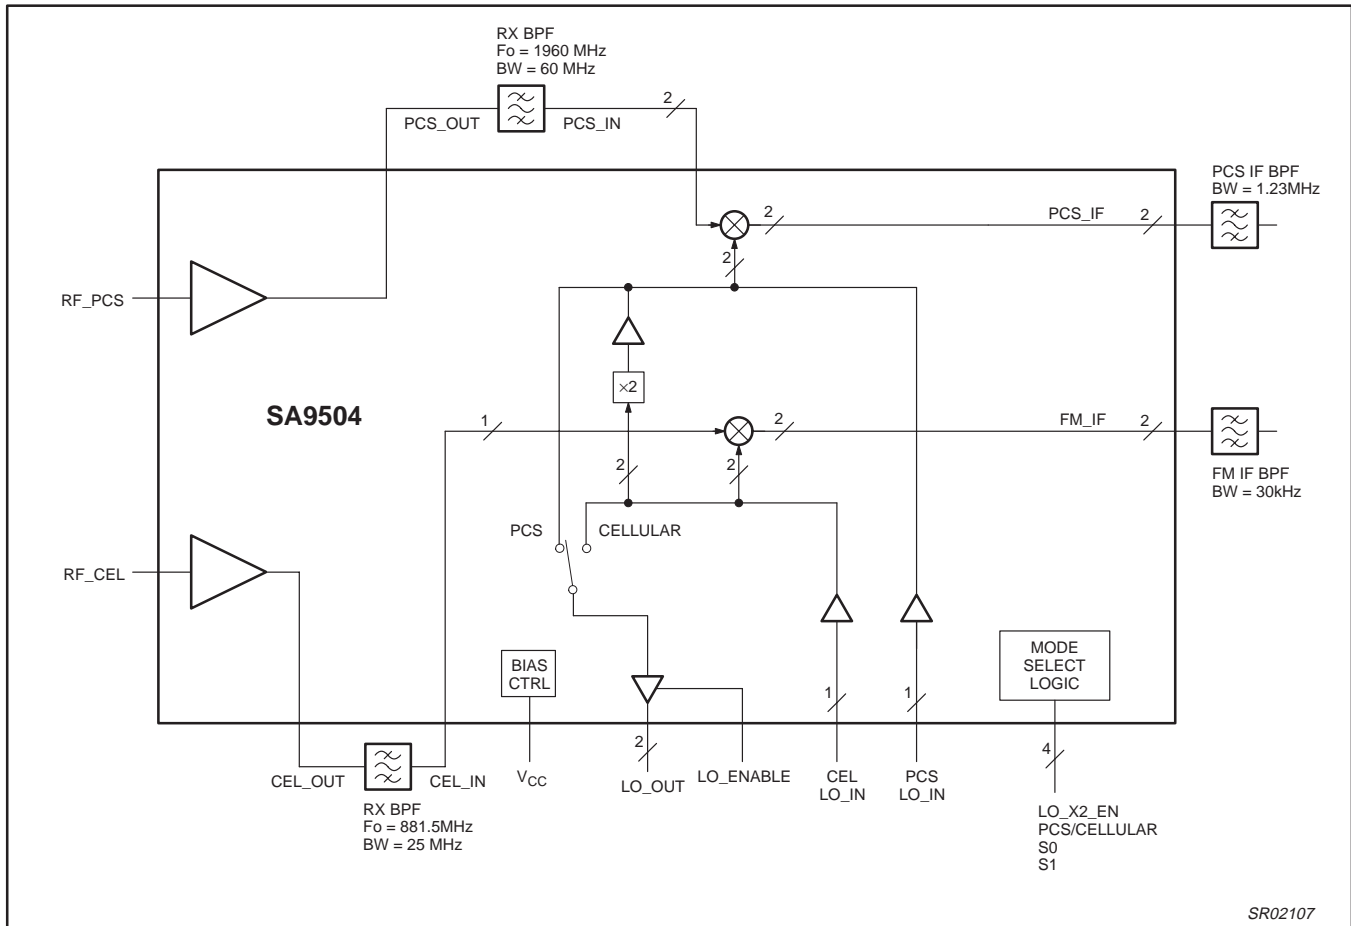 RX BPF
Fo = 1960 MHz
BW = 60 MHz
2
PCS_OUT
PCS_IN
PCS IF BPF
BW = 1.23MHz
2
PCS_IF
2
2
RF_PCS
×2
SA9504
1
2
FM_IF
2
FM IF BPF
BW = 30kHz
2
2
PCS
CELLULAR
RF_CEL
BIAS
CTRL
MODE
SELECT
LOGIC
1
1
2
4
CEL_OUT
CEL_IN
VCC
LO_OUT
LO_ENABLE
CEL
LO_IN
PCS
LO_IN
RX BPF
Fo = 881.5MHz
BW = 25 MHz
LO_X2_EN
PCS/CELLULAR
S0
S1
SR02107